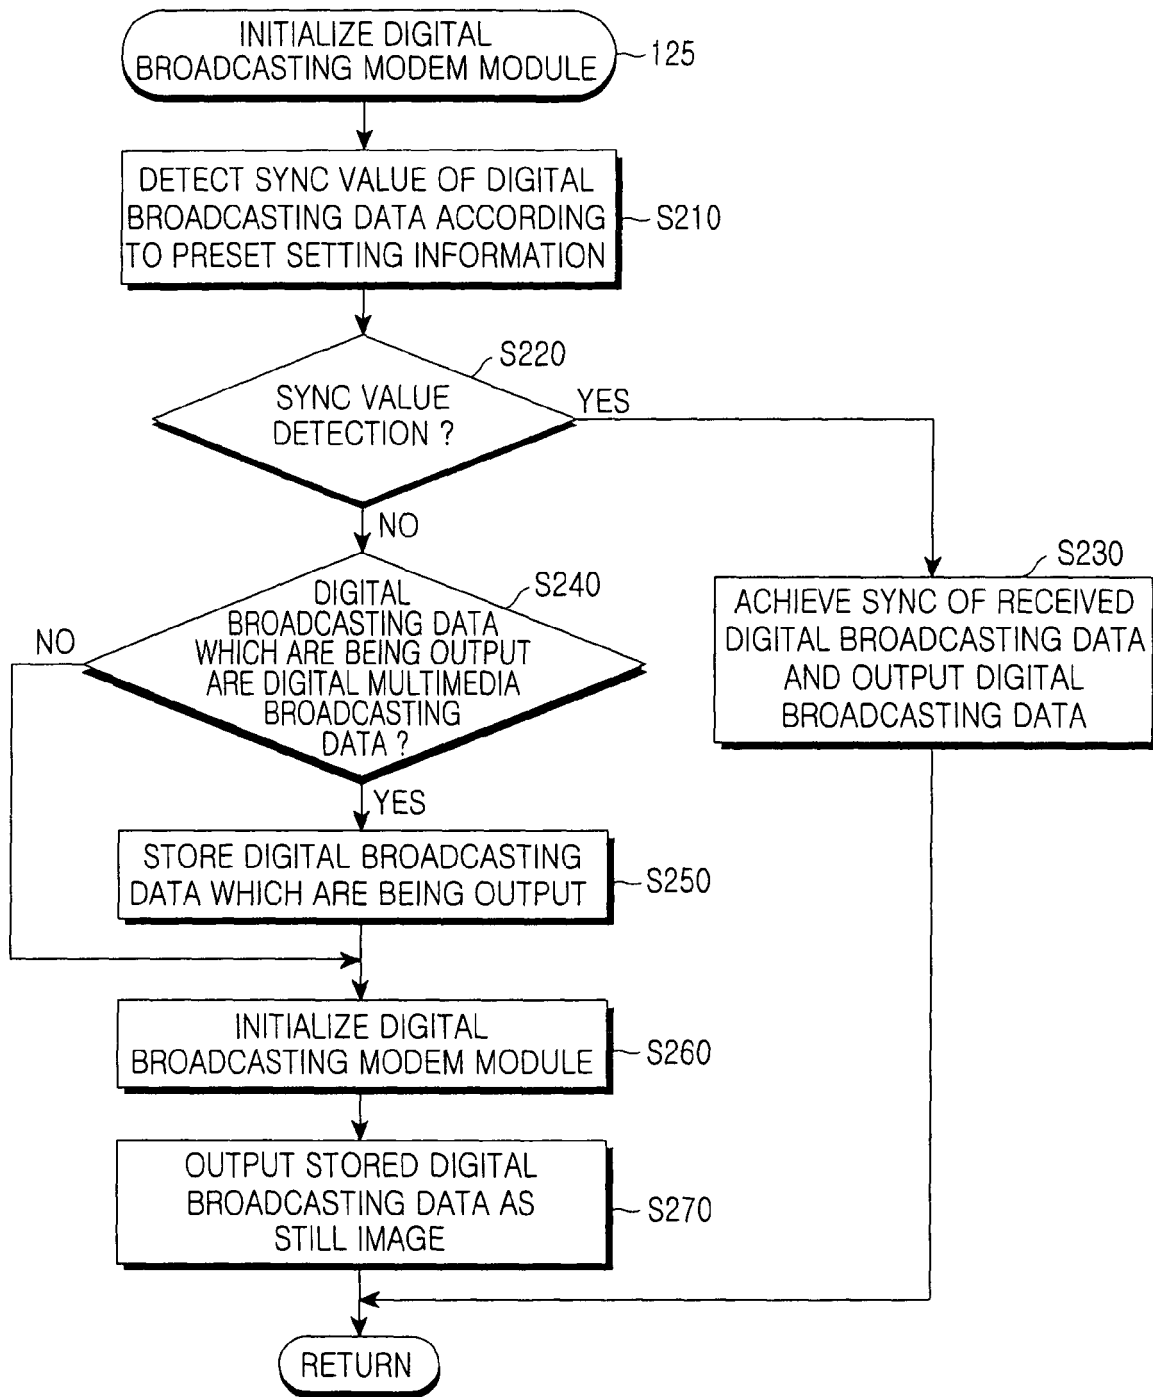 INITIALIZE DIGITAL
BROADCASTING MODEM MODULE
125
DETECT SYNC VALUE OF DIGITAL
BROADCASTING DATA ACCORDING
TO PRESET SETTING INFORMATION
S210
S220
SYNC VALUE
DETECTION ?
YES
NO
S230
ACHIEVE SYNC OF RECEIVED
DIGITAL BROADCASTING DATA
AND OUTPUT DIGITAL
BROADCASTING DATA
S240
DIGITAL
BROADCASTING DATA
WHICH ARE BEING OUTPUT
ARE DIGITAL MULTIMEDIA
BROADCASTING
DATA ?
NO
YES
STORE DIGITAL BROADCASTING
DATA WHICH ARE BEING OUTPUT
S250
INITIALIZE DIGITAL
BROADCASTING MODEM MODULE
S260
OUTPUT STORED DIGITAL
BROADCASTING DATA AS
STILL IMAGE
S270
RETURN